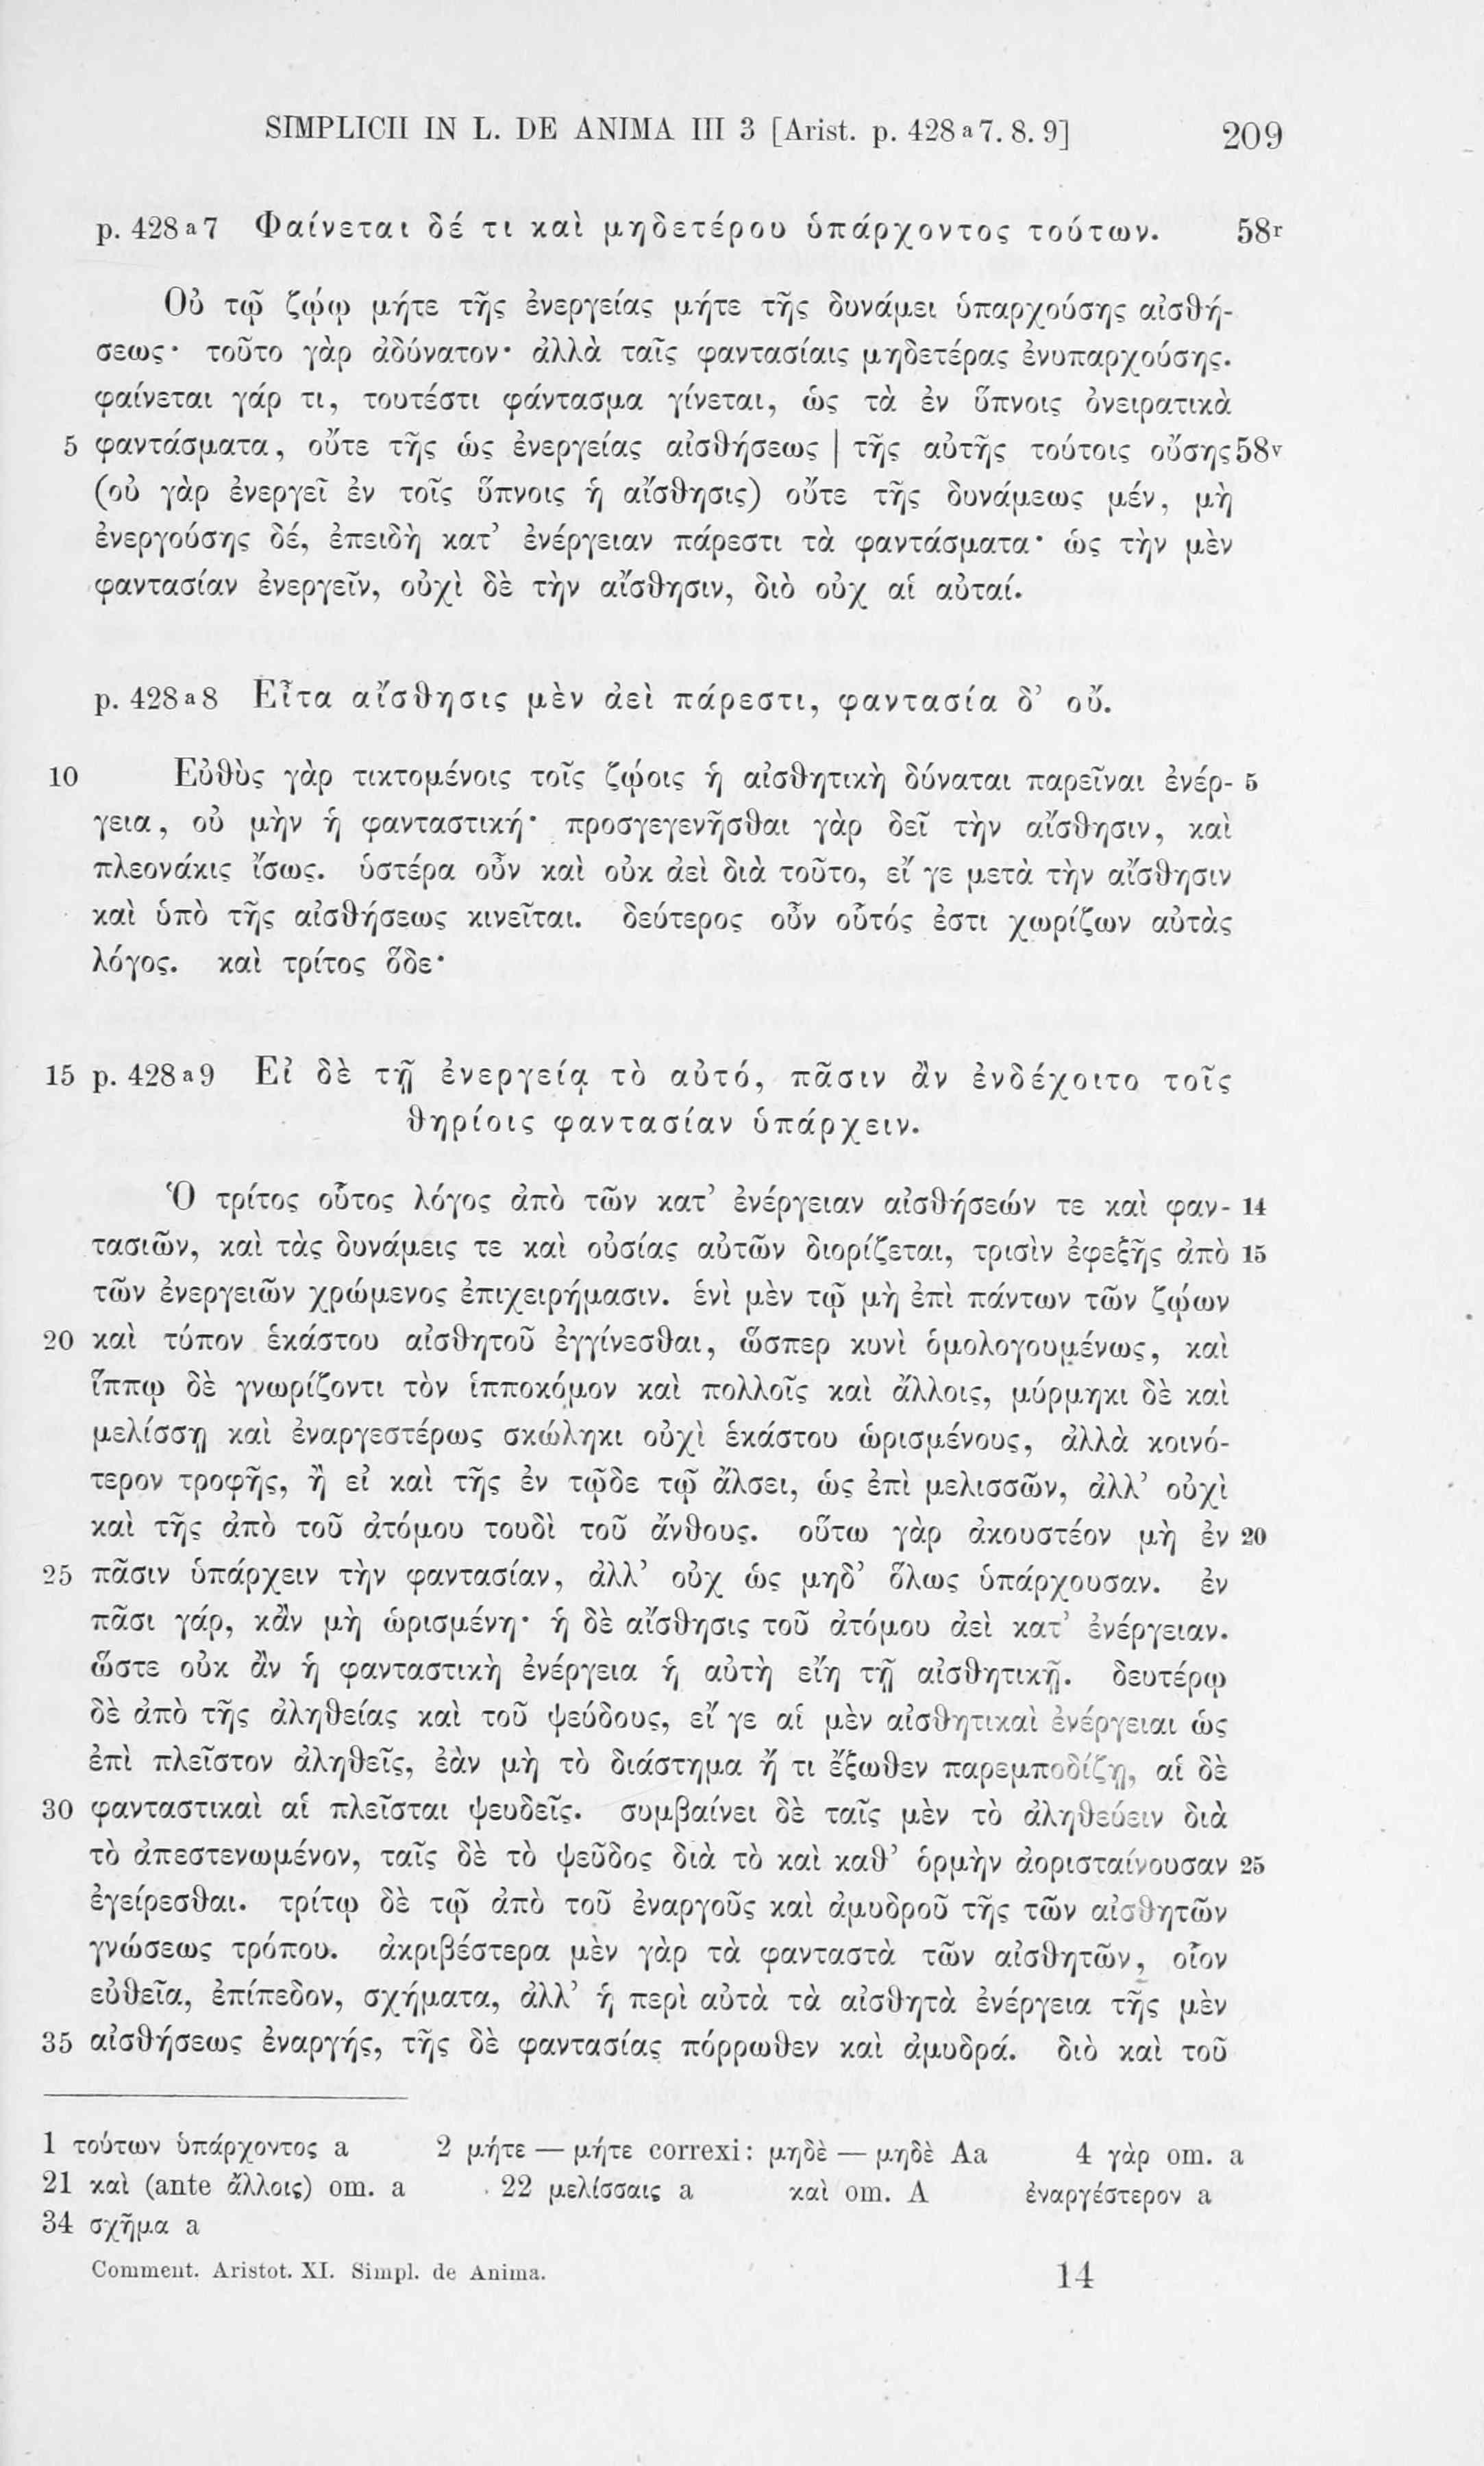 SIMPLICII IN L. DE ANIMA III 3 [Arist. p. 428 a 7. 8. 9] 209
p. 428 a 7 Φαίνεται δέ τι καὶ μηδετέρου ὑπάρχοντος τούτων. 58r
Οὐ τῷ ζῴῳ μήτε τῆς ἐνεργείας μήτε τῆς δυνάμει ὑπαρχούσης αἰσθή-
σεως· τοῦτο γὰρ ἀδύνατον· ἀλλὰ ταῖς φαντασίαις μηδετέρας ἐνυπαρχούσης.
φαίνεται γάρ τι, τουτέστι φάντασμα γίνεται, ὡς τὰ ἐν ὕπνοις ὀνειρατικὰ
5 φαντάσματα, οὔτε τῆς ὡς ἐνεργείας αἰσθήσεως | τῆς αὐτῆς τούτοις οὔσης 58v
(οὐ γὰρ ἐνεργεῖ ἐν τοῖς ὕπνοις ἡ αἴσθησις) οὔτε τῆς δυνάμεως μέν, μὴ
ἐνεργούσης δέ, ἐπειδὴ κατ’ ἐνέργειαν πάρεστι τὰ φαντάσματα· ὡς τὴν μὲν
φαντασίαν ἐνεργεῖν, οὐχὶ δὲ τὴν αἴσθησιν, διὸ οὐχ αἱ αὐταί.
p. 428 a 8 Εἶτα αἴσθησις μὲν ἀεὶ πάρεστι, φαντασία δ’ οὔ.
10 Εὐθὺς γὰρ τικτομένοις τοῖς ζῴοις ἡ αἰσθητικὴ δύναται παρεῖναι ἐνέρ- 5
γεια, οὐ μὴν ἡ φανταστική· προσγεγενῆσθαι γὰρ δεῖ τὴν αἴσθησιν, καὶ
πλεονάκις ἴσως. ὑστέρα οὖν καὶ οὐκ ἀεὶ διὰ τοῦτο, εἴ γε μετὰ τὴν αἴσθησιν
καὶ ὑπὸ τῆς αἰσθήσεως κινεῖται. δεύτερος οὖν οὗτός ἐστι χωρίζων αὐτὰς
λόγος. καὶ τρίτος ὅδε·
15 p. 428 a 9 Εἰ δὲ τῇ ἐνεργείᾳ τὸ αὐτό, πᾶσιν ἂν ἐνδέχοιτο τοῖς
θηρίοις φαντασίαν ὑπάρχειν.
Ὁ τρίτος οὗτος λόγος ἀπὸ τῶν κατ’ ἐνέργειαν αἰσθήσεών τε καὶ φαν- 14
τασιῶν, καὶ τὰς δυνάμεις τε καὶ οὐσίας αὐτῶν διορίζεται, τρισὶν ἐφεξῆς ἀπὸ 15
τῶν ἐνεργειῶν χρώμενος ἐπιχειρήμασιν. ἑνὶ μὲν τῷ μὴ ἐπὶ πάντων τῶν ζῴων
20 καὶ τύπον ἑκάστου αἰσθητοῦ ἐγγίνεσθαι, ὥσπερ κυνὶ ὁμολογουμένως, καὶ
ἵππῳ δὲ γνωρίζοντι τὸν ἱπποκόμον καὶ πολλοῖς καὶ ἄλλοις, μύρμηκι δὲ καὶ
μελίσσῃ καὶ ἐναργεστέρως σκώληκι οὐχὶ ἑκάστου ὡρισμένους, ἀλλὰ κοινό-
τερον τροφῆς, ἢ εἰ καὶ τῆς ἐν τῷδε τῷ ἄλσει, ὡς ἐπὶ μελισσῶν, ἀλλ’ οὐχὶ
καὶ τῆς ἀπὸ τοῦ ἀτόμου τουδὶ τοῦ ἄνθους. οὕτω γὰρ ἀκουστέον μὴ ἐν 20
25 πᾶσιν ὑπάρχειν τὴν φαντασίαν, ἀλλ’ οὐχ ὡς μηδ’ ὅλως ὑπάρχουσαν. ἐν
πᾶσι γάρ, κἂν μὴ ὡρισμένη· ἡ δὲ αἴσθησις τοῦ ἀτόμου ἀεὶ κατ’ ἐνέργειαν.
ὥστε οὐκ ἂν ἡ φανταστικὴ ἐνέργεια ἡ αὐτὴ εἴη τῇ αἰσθητικῇ. δευτέρῳ
δὲ ἀπὸ τῆς ἀληθείας καὶ τοῦ ψεύδους, εἴ γε αἱ μὲν αἰσθητικαὶ ἐνέργειαι ὡς
ἐπὶ πλεῖστον ἀληθεῖς, ἐὰν μὴ τὸ διάστημα ἤ τι ἔξωθεν παρεμποδίζῃ, αἱ δὲ
30 φανταστικαὶ αἱ πλεῖσται ψευδεῖς. συμβαίνει δὲ ταῖς μὲν τὸ ἀληθεύειν διὰ
τὸ ἀπεστενωμένον, ταῖς δὲ τὸ ψεῦδος διὰ τὸ καὶ καθ’ ὁρμὴν ἀορισταίνουσαν 25
ἐγείρεσθαι. τρίτῳ δὲ τῷ ἀπὸ τοῦ ἐναργοῦς καὶ ἀμυδροῦ τῆς τῶν αἰσθητῶν
γνώσεως τρόπου. ἀκριβέστερα μὲν γὰρ τὰ φανταστὰ τῶν αἰσθητῶν, οἷον
εὐθεῖα, ἐπίπεδον, σχήματα, ἀλλ’ ἡ περὶ αὐτὰ τὰ αἰσθητὰ ἐνέργεια τῆς μὲν
35 αἰσθήσεως ἐναργής, τῆς δὲ φαντασίας πόρρωθεν καὶ ἀμυδρά. διὸ καὶ τοῦ
1 τούτων ὑπάρχοντος a 2 μήτε — μήτε correxi: μηδὲ — μηδὲ Aa 4 γὰρ om. a
21 καὶ (ante ἄλλοις) om. a 22 μελίσσαις a καὶ om. A ἐναργέστερον a
34 σχῆμα a
Comment. Aristot. XI. Simpl. de Anima. 14